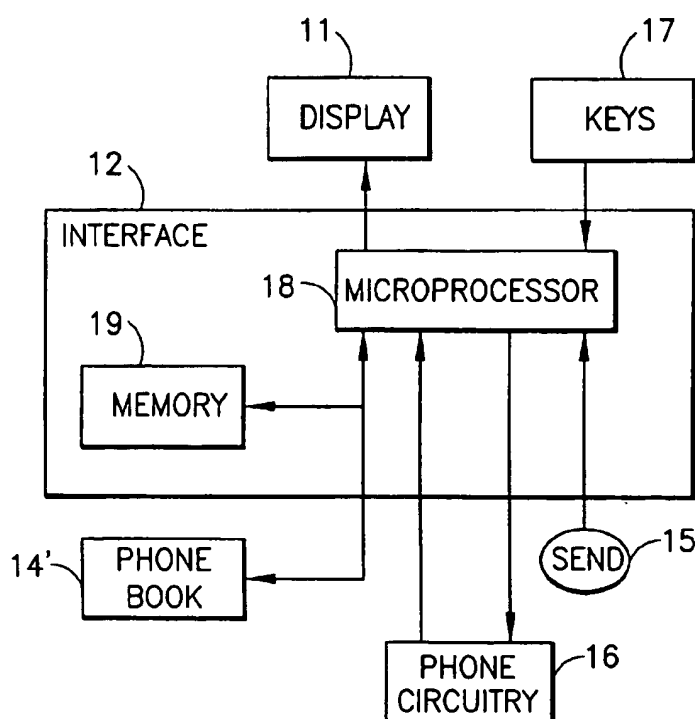 11
17
DISPLAY
KEYS
12
INTERFACE
18
MICROPROCESSOR
19
MEMORY
14'
PHONE
BOOK
SEND
15
PHONE
CIRCUITRY
16